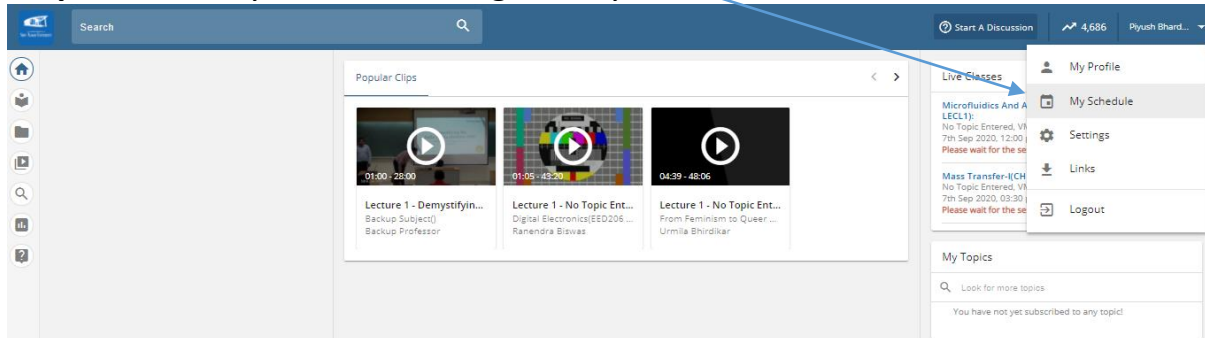 Search
Start A Discussion
4,686
Piyush Bhard...
Popular Clips
01:00 - 28:00
01:05 - 43:20
04:39 - 48:06
Lecture 1 - Demystifyin...
Backup Subject()
Backup Professor
Lecture 1 - No Topic Ent...
Digital Electronics(EED206 ...
Ranendra Biswas
Lecture 1 - No Topic Ent...
From Feminism to Queer ...
Urmila Bhirdikar
Live Classes
Microfluidics And A
LECL1):
No Topic Entered, VM
7th Sep 2020, 12:00
Please wait for the se
Mass Transfer-I(CH
No Topic Entered, VM
7th Sep 2020, 03:30
Please wait for the se
My Profile
My Schedule
Settings
Links
Logout
My Topics
Look for more topics
You have not yet subscribed to any topic!